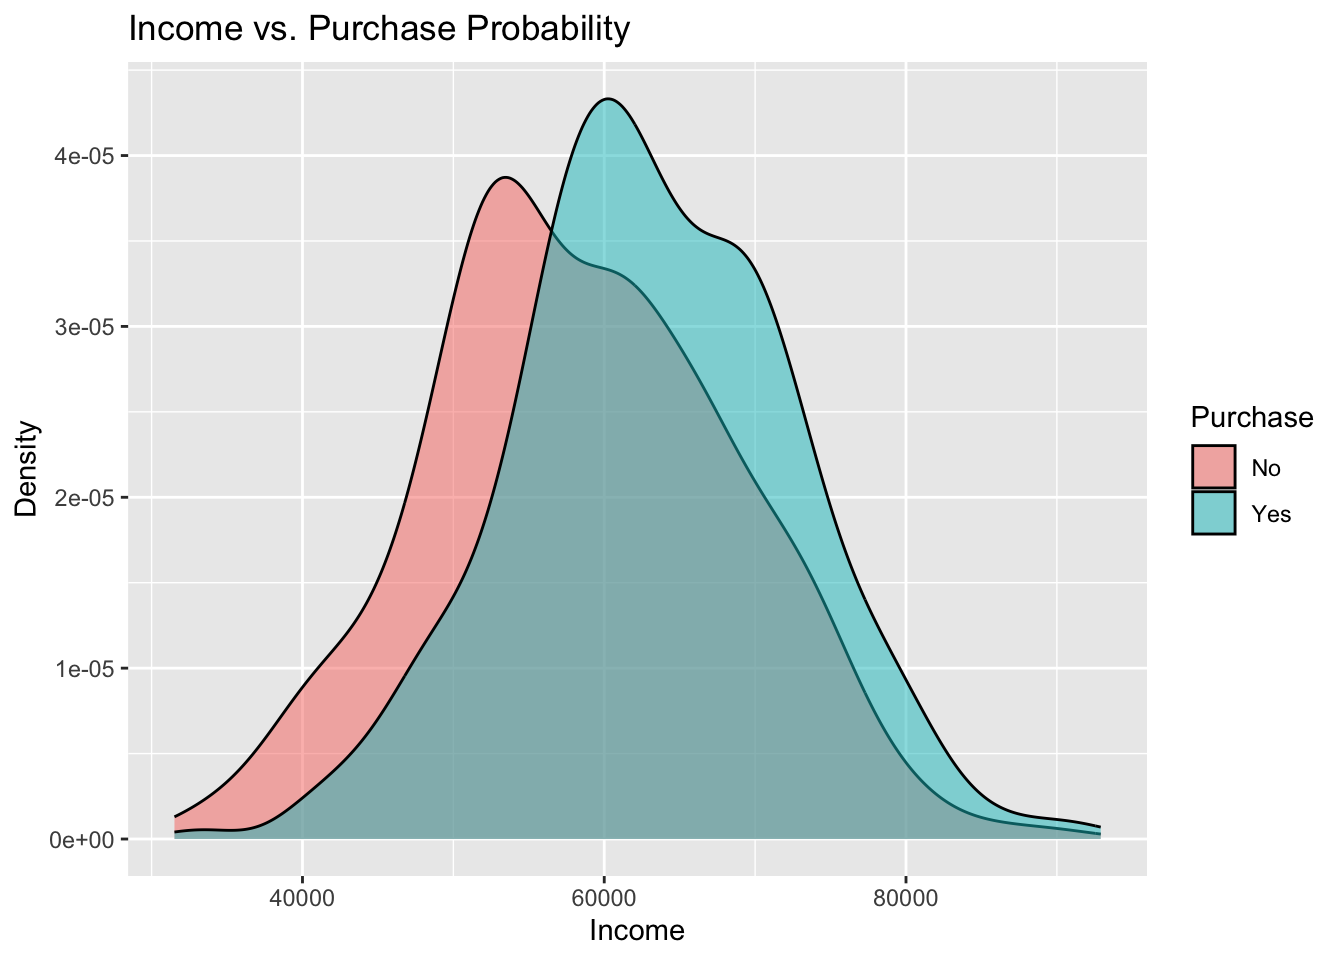 Income vs. Purchase Probability
Density
4e-05
3e-05
2e-05
1e-05
0e+00
40000
60000
80000
Income
Purchase
No
Yes